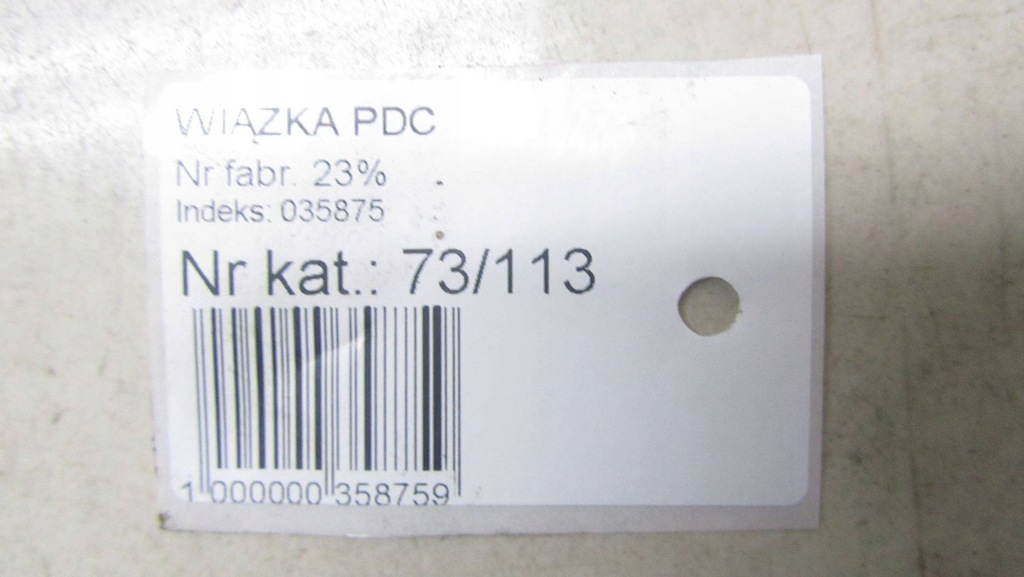 WIĄZKA PDC
Nr fabr. 23%
Indeks: 035875
Nr kat.: 73/113
1 000000 358759